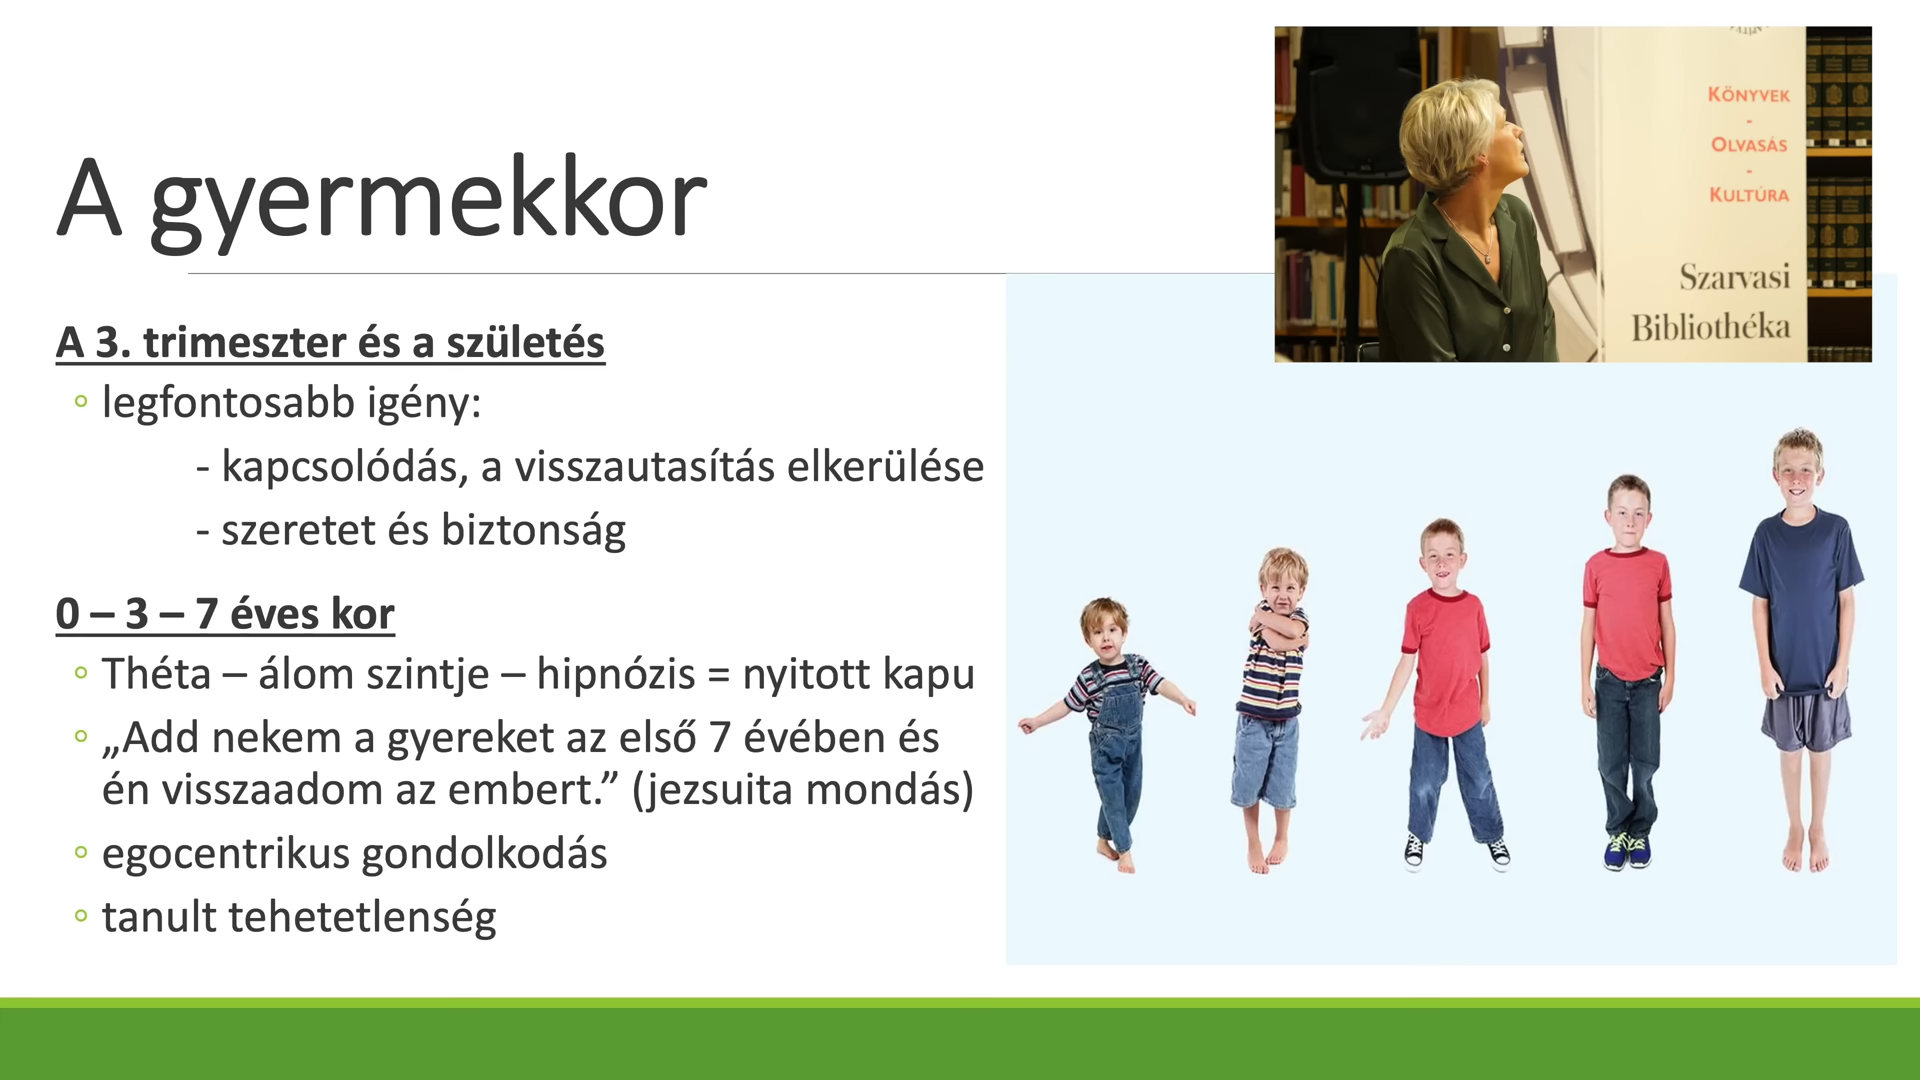 A gyermekkor
A 3. trimeszter és a születés
◦ legfontosabb igény:
- kapcsolódás, a visszautasítás elkerülése
- szeretet és biztonság
0 – 3 – 7 éves kor
◦ Théta – álom szintje – hipnózis = nyitott kapu
◦ „Add nekem a gyereket az első 7 évében és
én visszaadom az embert.” (jezsuita mondás)
◦ egocentrikus gondolkodás
◦ tanult tehetetlenség
KÖNYVEK
-
OLVASÁS
-
KULTÚRA
Szarvasi
Bibliothéka